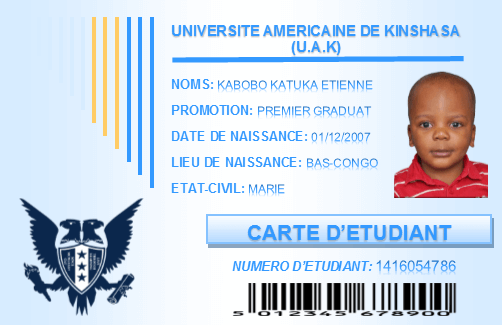 UNIVERSITE AMERICAINE DE KINSHASA
(U.A.K)
NOMS: KABOBO KATUKA ETIENNE
PROMOTION: PREMIER GRADUAT
DATE DE NAISSANCE: 01/12/2007
LIEU DE NAISSANCE: BAS-CONGO
ETAT-CIVIL: MARIE
CARTE D'ETUDIANT
NUMERO D'ETUDIANT: 1416054786
5 012345 678900